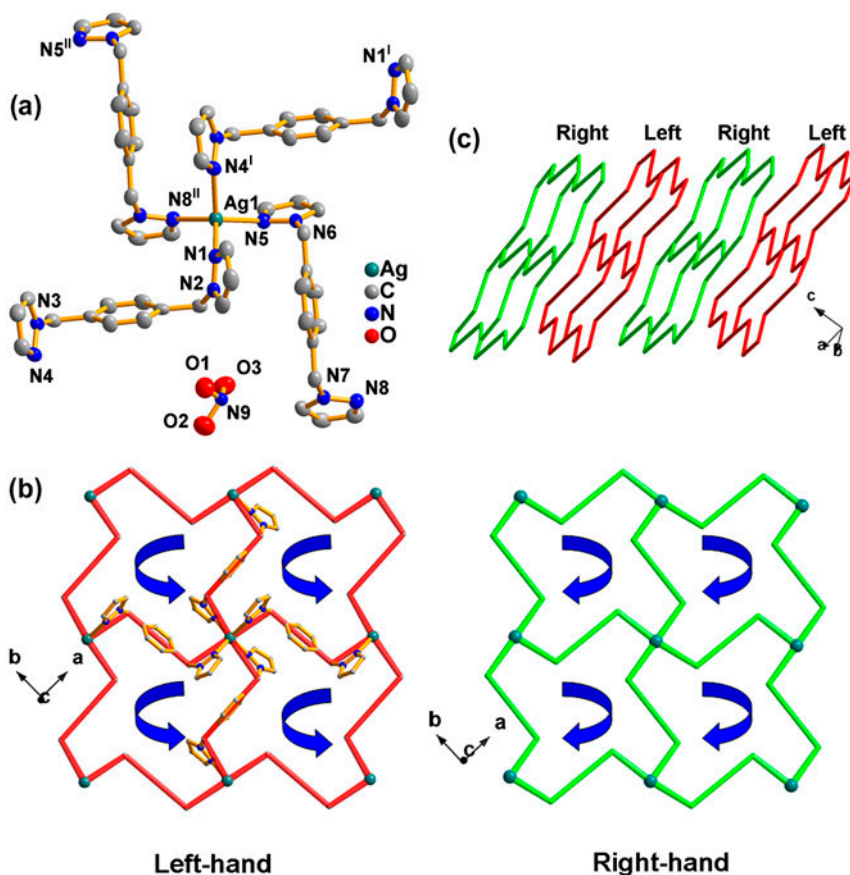 (a)
N5II
N1I
N4I
N8II
Ag1
N1
N5
N6
N2
N3
N4
O1
O3
O2
N9
N7
N8
Ag
C
N
O
(c)
Right Left Right Left
c
a
b
(b)
b
a
c
Left-hand
b
a
c
Right-hand